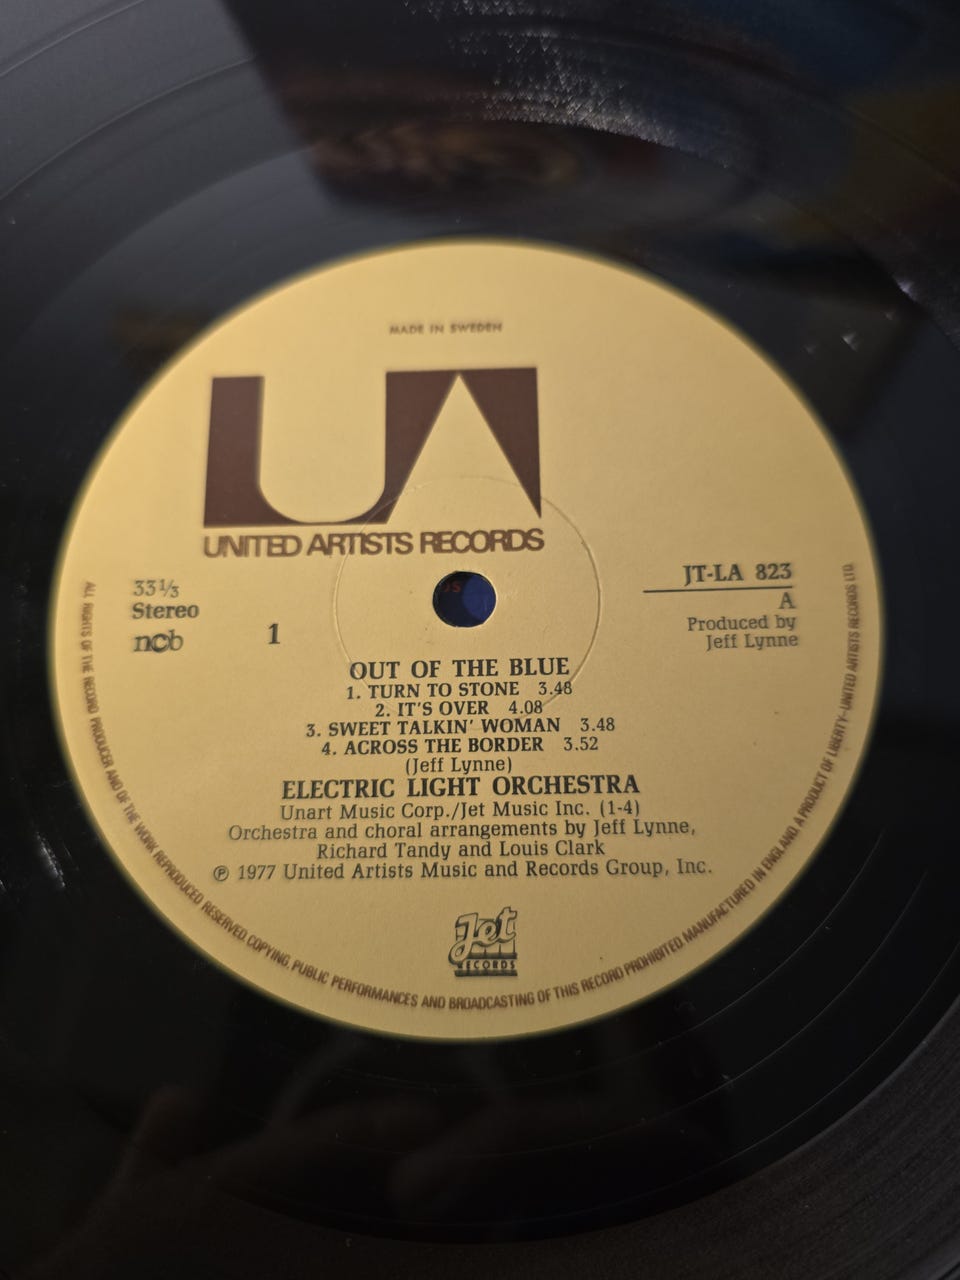 MADE IN SWEDEN
UA
UNITED ARTISTS RECORDS
33⅓
Stereo
ncb
1
JT-LA 823
A
Produced by
Jeff Lynne
OUT OF THE BLUE
1. TURN TO STONE 3.48
2. IT'S OVER 4.08
3. SWEET TALKIN' WOMAN 3.48
4. ACROSS THE BORDER 3.52
(Jeff Lynne)
ELECTRIC LIGHT ORCHESTRA
Unart Music Corp./Jet Music Inc. (1-4)
Orchestra and choral arrangements by Jeff Lynne,
Richard Tandy and Louis Clark
℗ 1977 United Artists Music and Records Group, Inc.
Jet
RECORDS
ALL RIGHTS OF THE RECORD PRODUCER AND OF THE WORK REPRODUCED RESERVED. COPYING, PUBLIC PERFORMANCES AND BROADCASTING OF THIS RECORD PROHIBITED. MANUFACTURED IN ENGLAND A PRODUCT OF LIBERTY–UNITED ARTISTS RECORDS LTD.